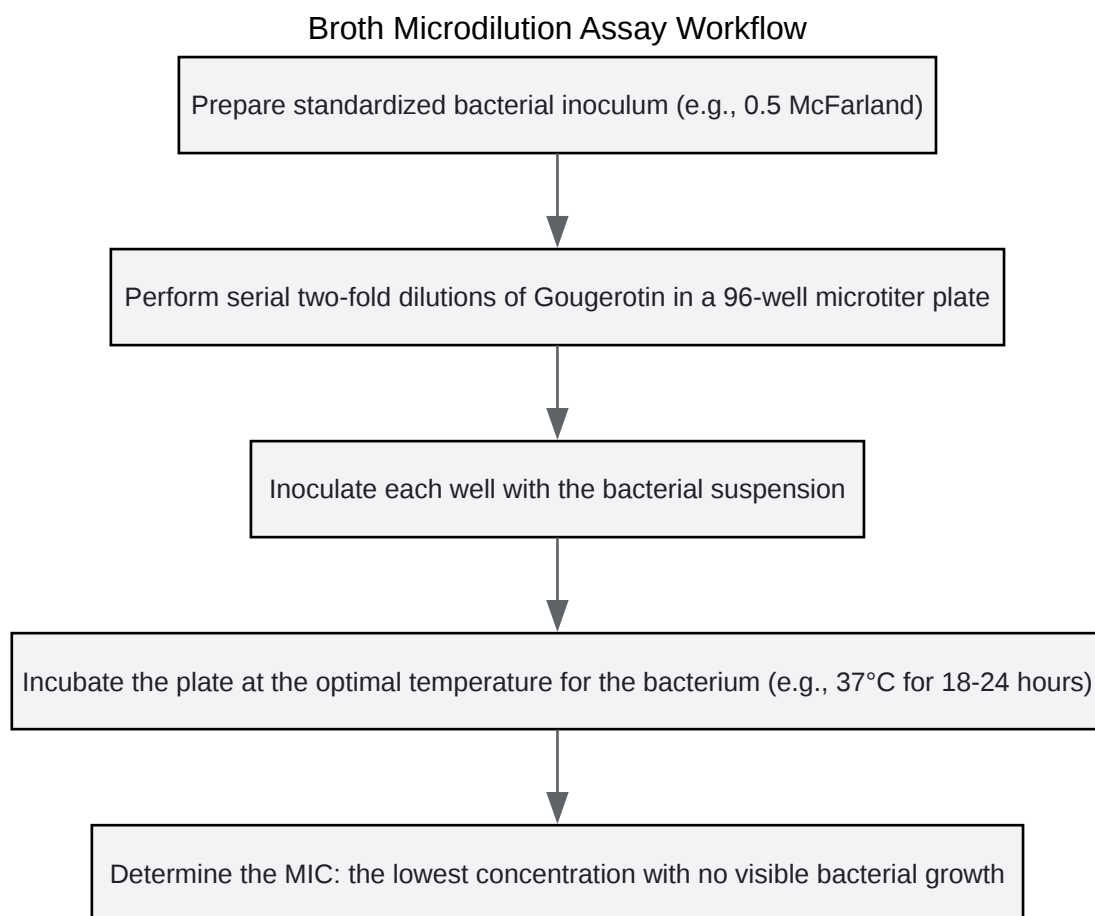 Broth Microdilution Assay Workflow
Prepare standardized bacterial inoculum (e.g., 0.5 McFarland)
Perform serial two-fold dilutions of Gougerotin in a 96-well microtiter plate
Inoculate each well with the bacterial suspension
Incubate the plate at the optimal temperature for the bacterium (e.g., 37°C for 18-24 hours)
Determine the MIC: the lowest concentration with no visible bacterial growth